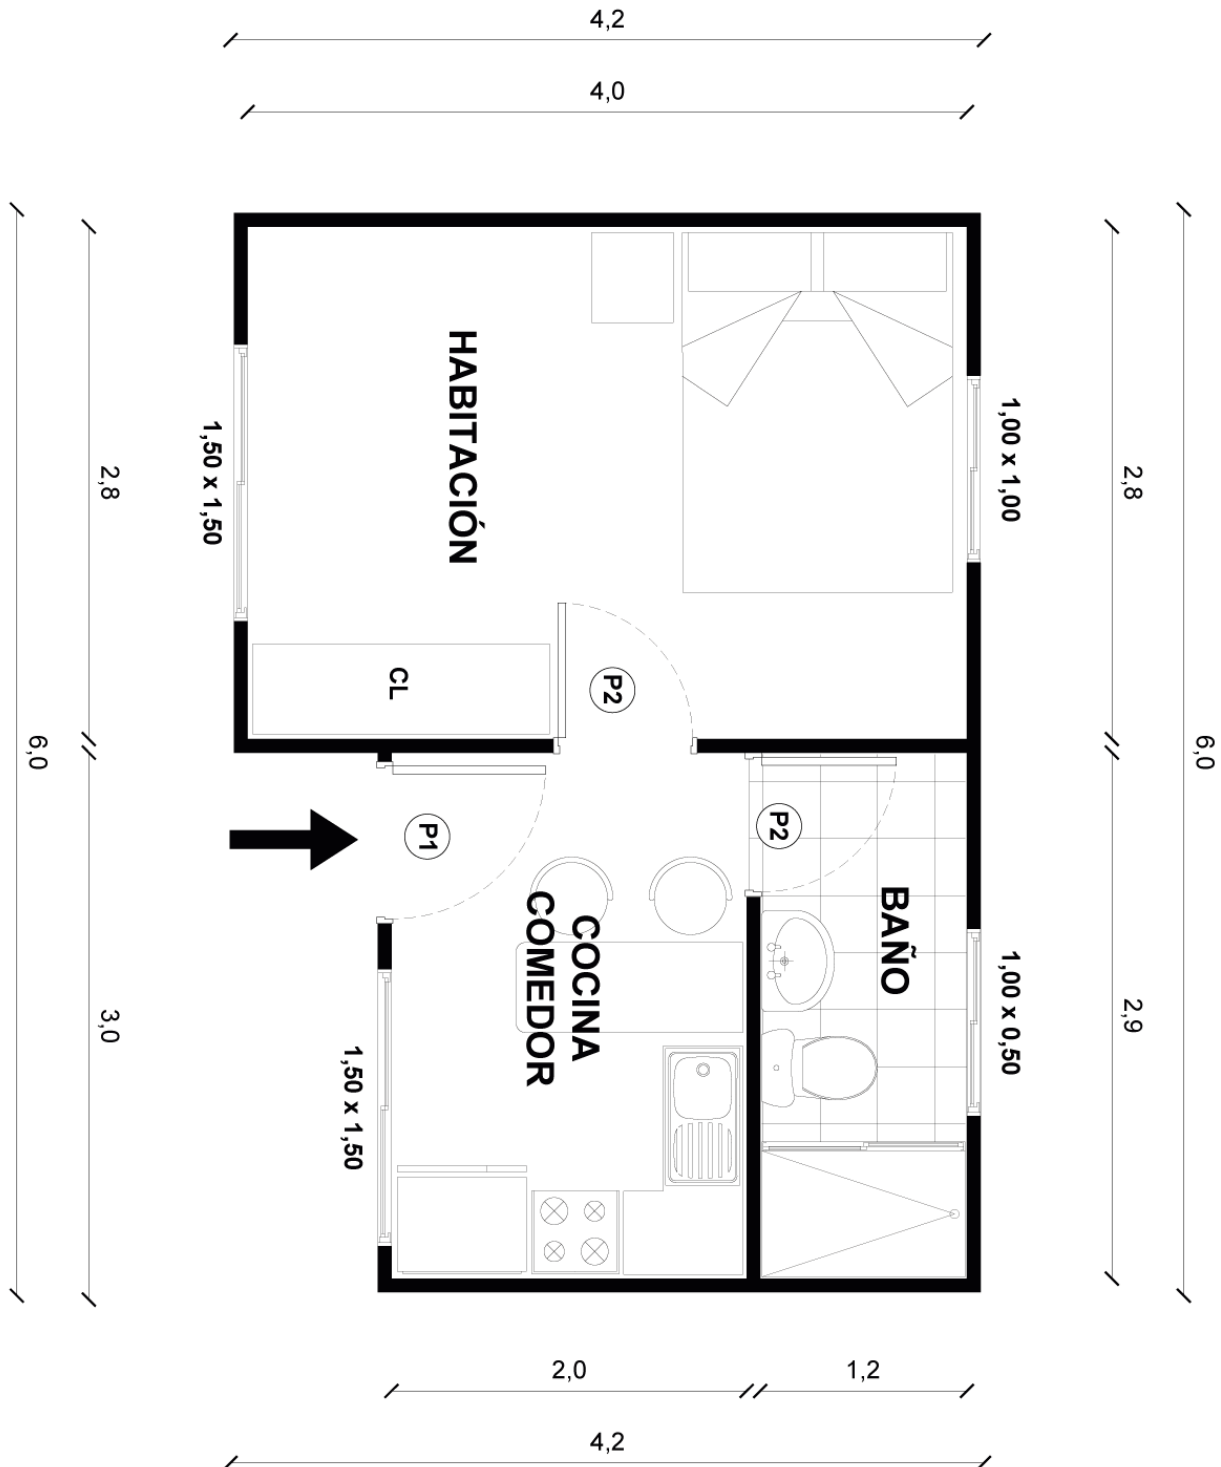 4,2
4,0
HABITACIÓN
1,50 x 1,50
1,00 x 1,00
2,8
2,8
CL
P2
6,0
6,0
P1
P2
BAÑO
COCINA
COMEDOR
1,00 x 0,50
3,0
2,9
1,50 x 1,50
2,0
1,2
4,2